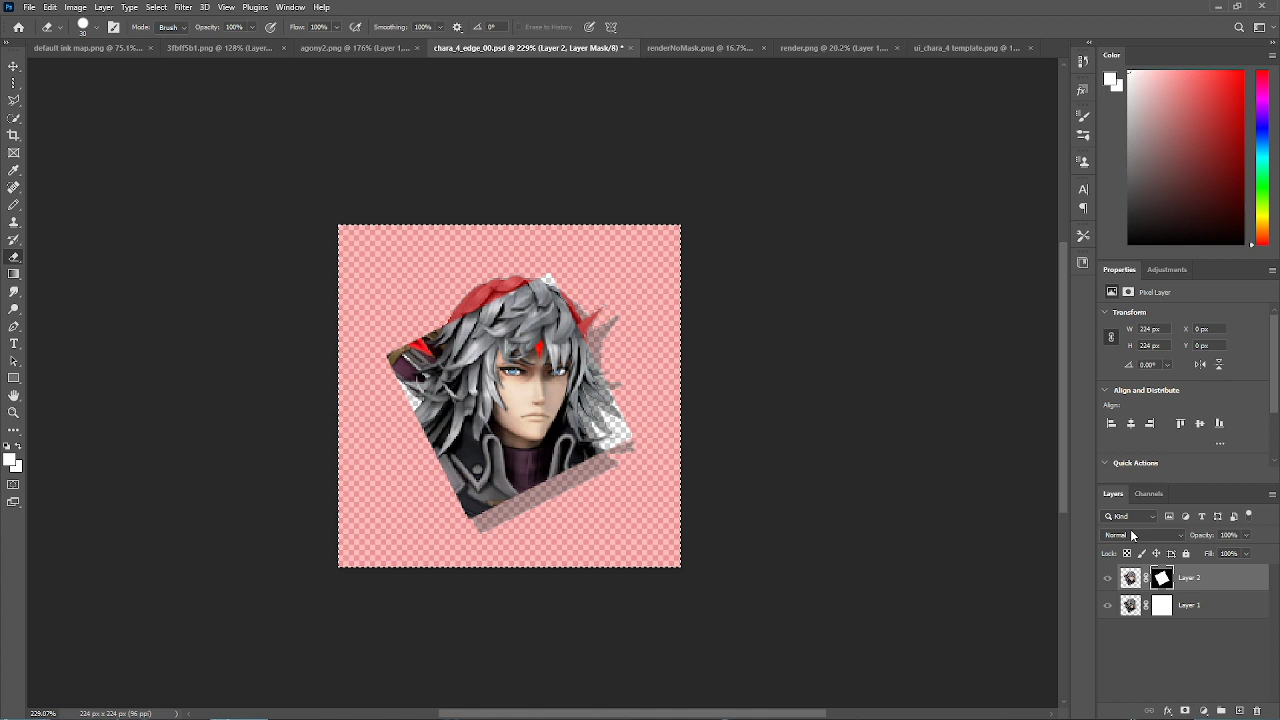 Ps File Edit Image Layer Type Select Filter 3D View Plugins Window Help
30 Mode: Brush Opacity: 100% Flow: 100% Smoothing: 100% 0° Erase to History
default ink map.png @ 75.1%... × 3fbff5b1.png @ 128% (Layer... × agony2.png @ 176% (Layer 1,... × chara_4_edge_00.psd @ 229% (Layer 2, Layer Mask/8) * × renderNoMask.png @ 16.7%... × render.png @ 20.2% (Layer 1,... × ui_chara_4 template.png @ 1... ×
Color
Properties Adjustments
Pixel Layer
Transform
W 224 px X 0 px
H 224 px Y 0 px
0.00°
Align and Distribute
Align:
Quick Actions
Layers Channels
Kind
Normal Opacity: 100%
Lock: Fill: 100%
Layer 2
Layer 1
229.07% 224 px x 224 px (96 ppi)